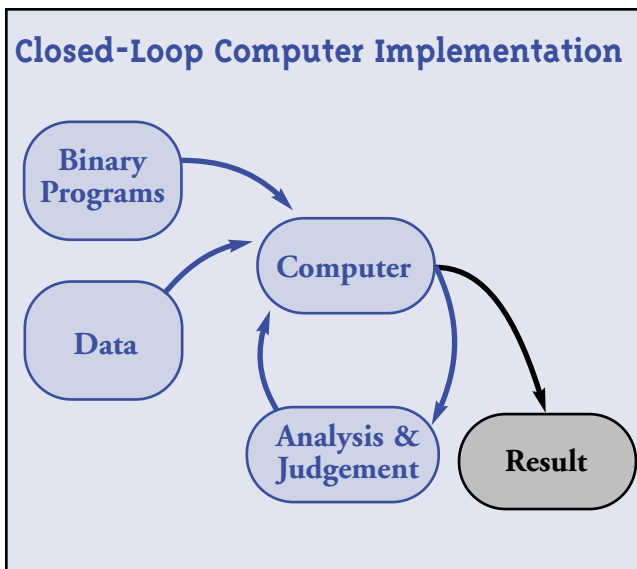 Closed-Loop Computer Implementation
Binary
Programs
Computer
Data
Analysis &
Judgement
Result